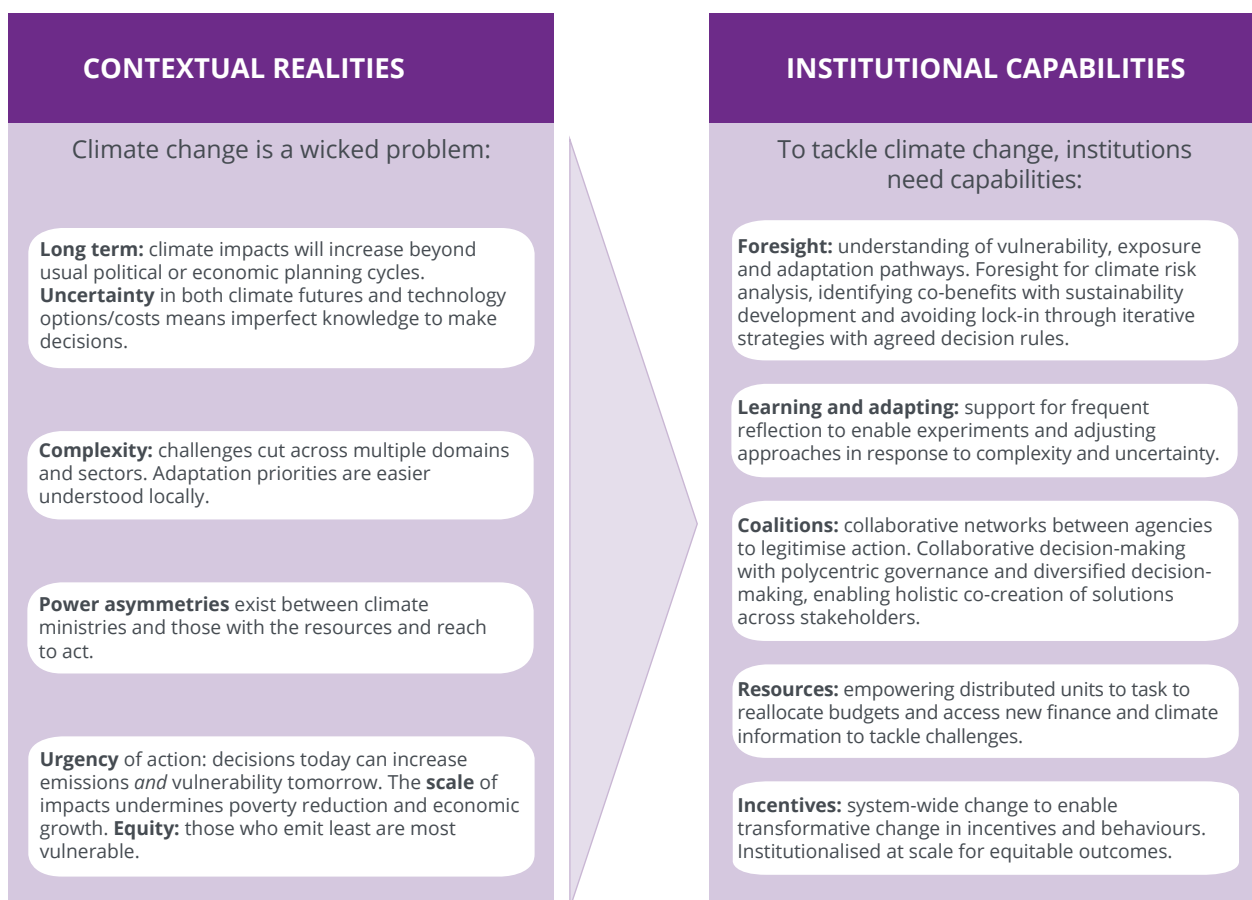 CONTEXTUAL REALITIES
Climate change is a wicked problem:
Long term: climate impacts will increase beyond
usual political or economic planning cycles.
Uncertainty in both climate futures and technology
options/costs means imperfect knowledge to make
decisions.
Complexity: challenges cut across multiple domains
and sectors. Adaptation priorities are easier
understood locally.
Power asymmetries exist between climate
ministries and those with the resources and reach
to act.
Urgency of action: decisions today can increase
emissions and vulnerability tomorrow. The scale of
impacts undermines poverty reduction and economic
growth. Equity: those who emit least are most
vulnerable.
INSTITUTIONAL CAPABILITIES
To tackle climate change, institutions
need capabilities:
Foresight: understanding of vulnerability, exposure
and adaptation pathways. Foresight for climate risk
analysis, identifying co-benefits with sustainability
development and avoiding lock-in through iterative
strategies with agreed decision rules.
Learning and adapting: support for frequent
reflection to enable experiments and adjusting
approaches in response to complexity and uncertainty.
Coalitions: collaborative networks between agencies
to legitimise action. Collaborative decision-making
with polycentric governance and diversified decision-
making, enabling holistic co-creation of solutions
across stakeholders.
Resources: empowering distributed units to task to
reallocate budgets and access new finance and climate
information to tackle challenges.
Incentives: system-wide change to enable
transformative change in incentives and behaviours.
Institutionalised at scale for equitable outcomes.